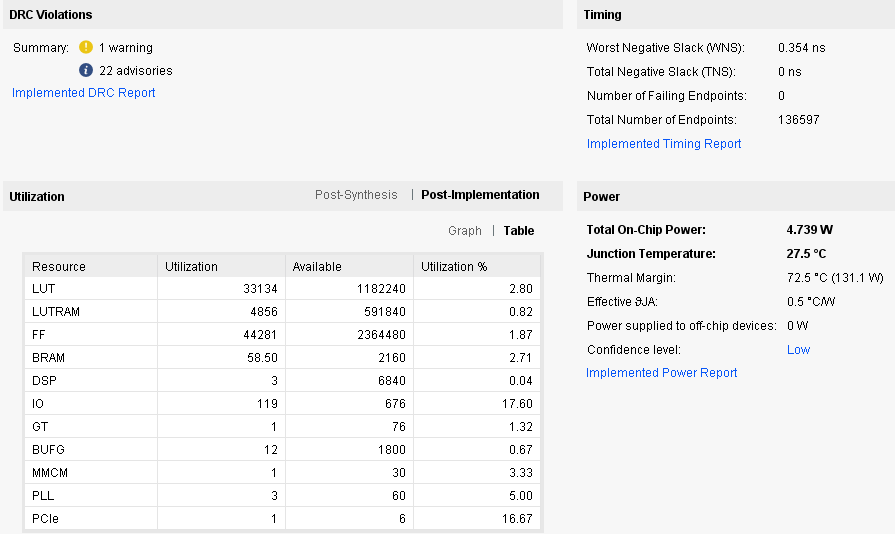 DRC Violations
Summary: 1 warning
22 advisories
Implemented DRC Report
Timing
Worst Negative Slack (WNS): 0.354 ns
Total Negative Slack (TNS): 0 ns
Number of Failing Endpoints: 0
Total Number of Endpoints: 136597
Implemented Timing Report
Utilization Post-Synthesis | Post-Implementation
Graph | Table
Resource Utilization Available Utilization %
LUT 33134 1182240 2.80
LUTRAM 4856 591840 0.82
FF 44281 2364480 1.87
BRAM 58.50 2160 2.71
DSP 3 6840 0.04
IO 119 676 17.60
GT 1 76 1.32
BUFG 12 1800 0.67
MMCM 1 30 3.33
PLL 3 60 5.00
PCIe 1 6 16.67
Power
Total On-Chip Power: 4.739 W
Junction Temperature: 27.5 °C
Thermal Margin: 72.5 °C (131.1 W)
Effective ϑJA: 0.5 °C/W
Power supplied to off-chip devices: 0 W
Confidence level: Low
Implemented Power Report